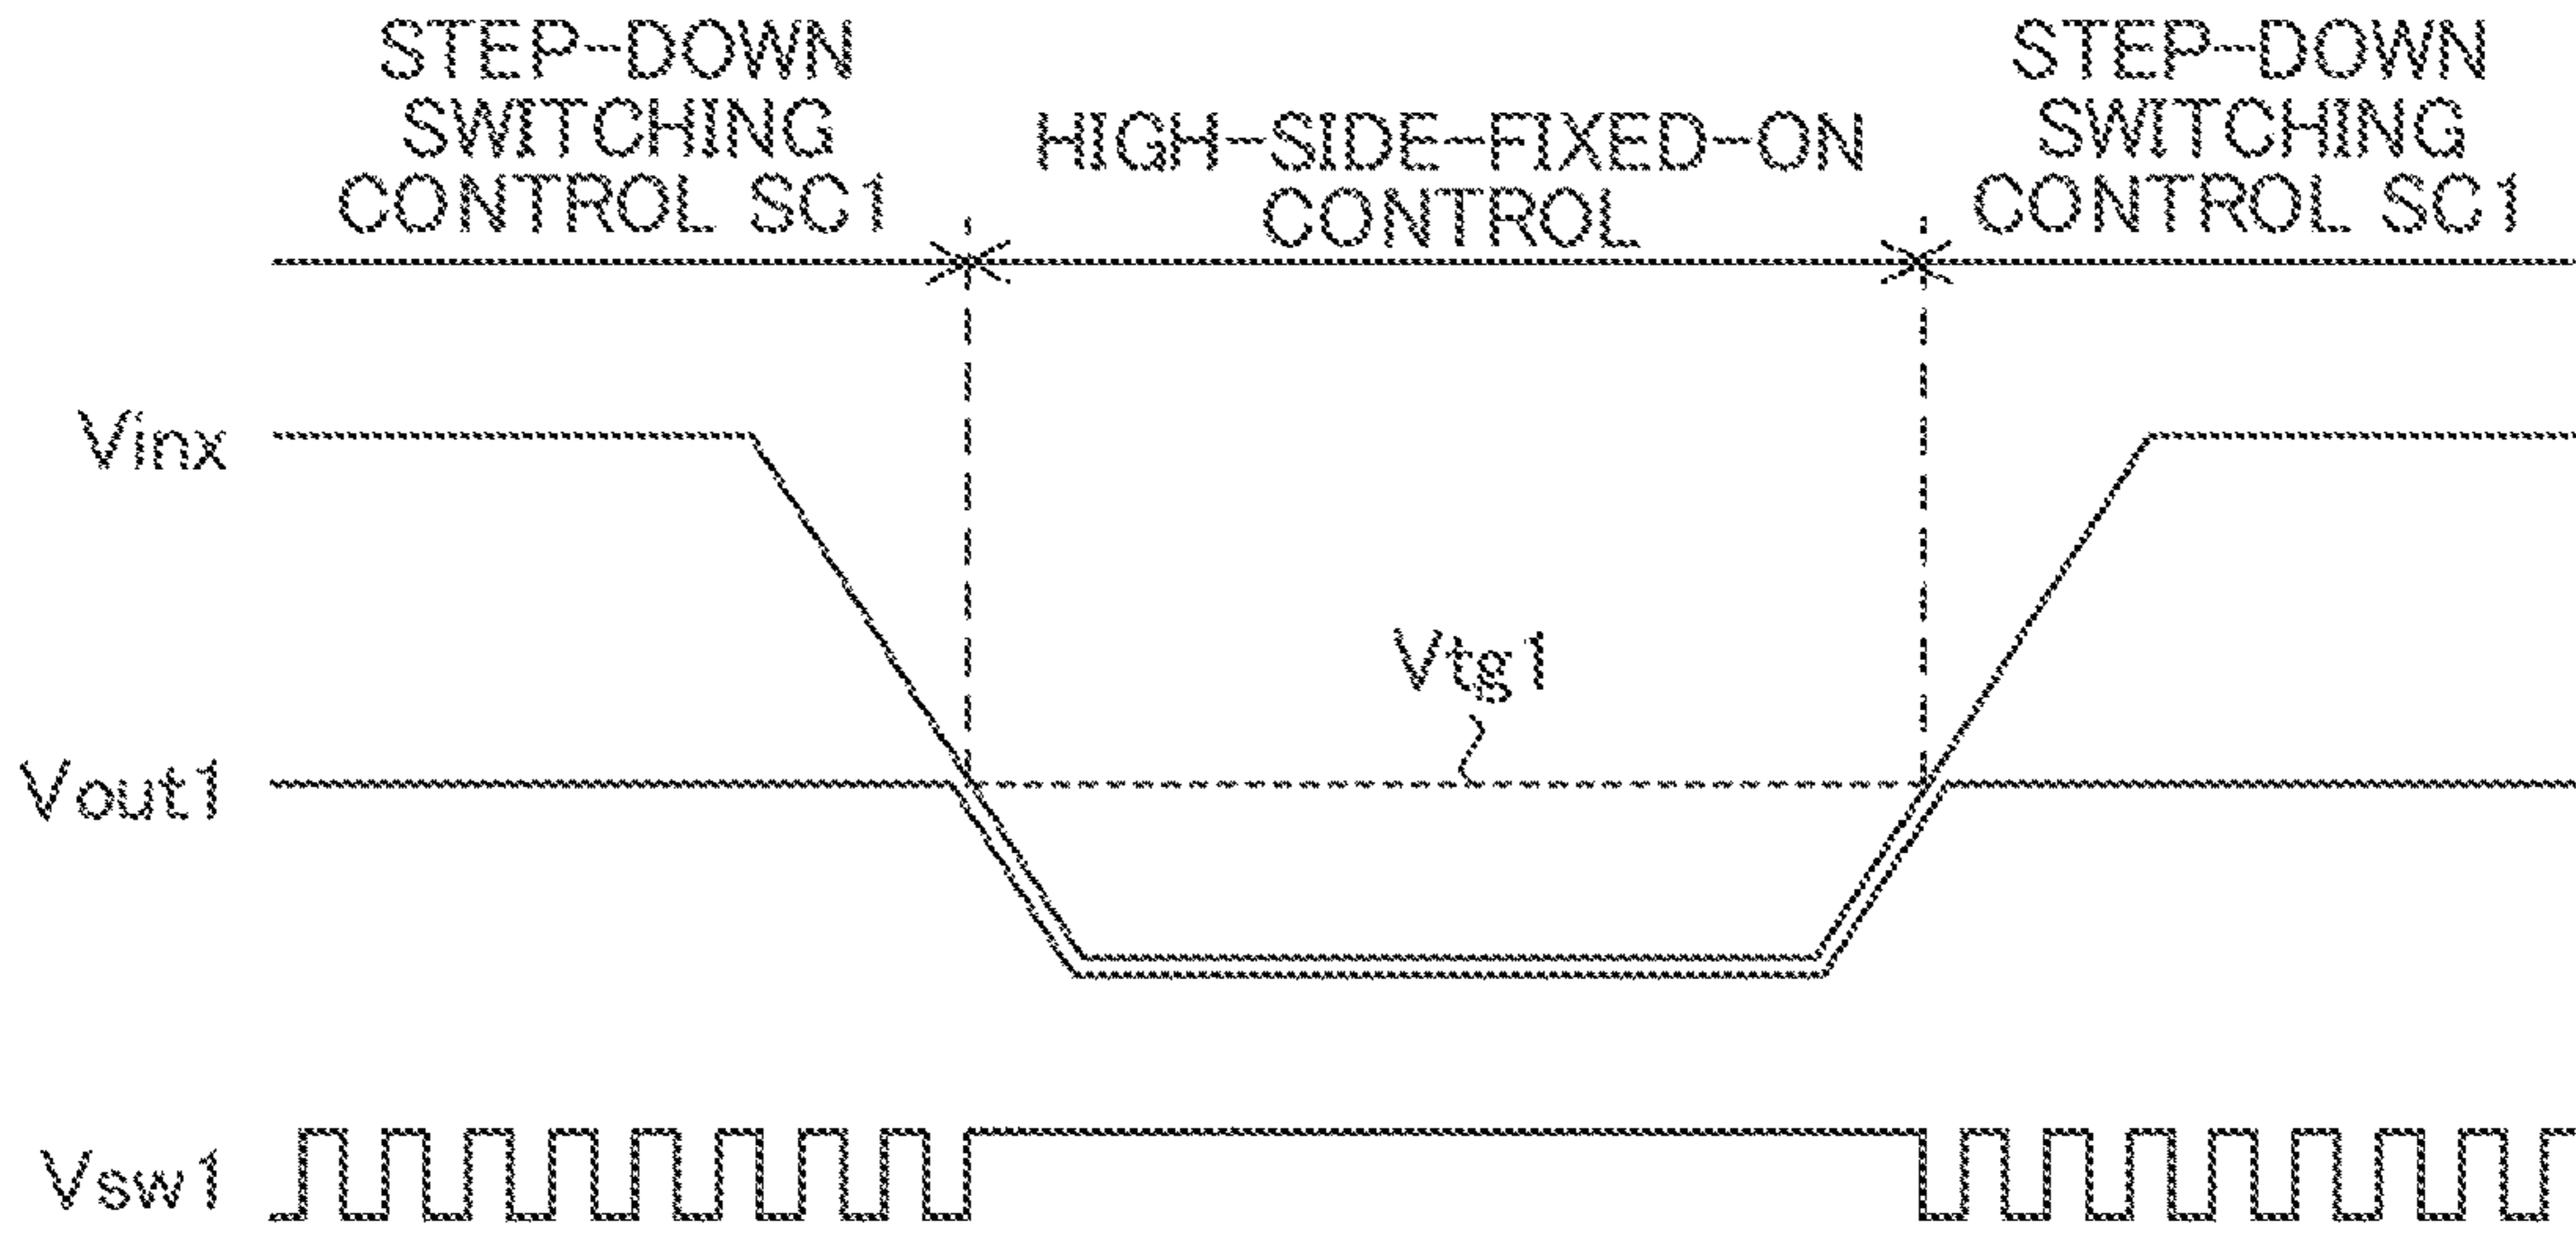 STEP-DOWN
SWITCHING
CONTROL SC1
HIGH-SIDE-FIXED-ON
CONTROL
STEP-DOWN
SWITCHING
CONTROL SC1
Vinx
Vtg1
Vout1
Vsw1